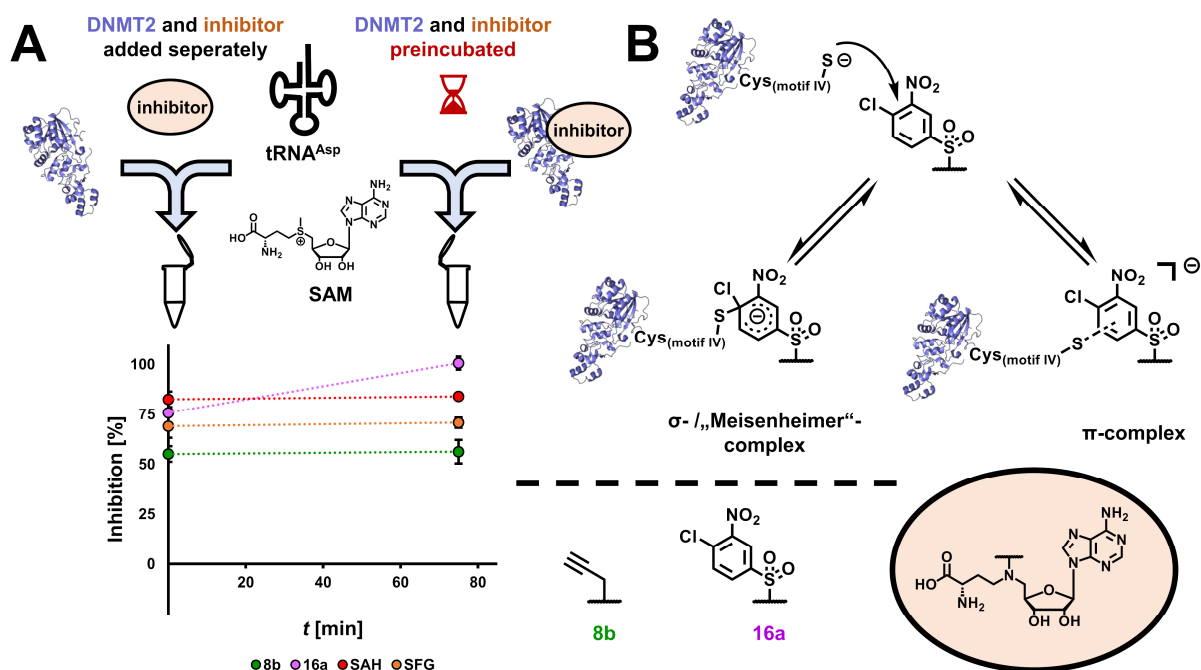 A
DNMT2 and inhibitor
added seperately
DNMT2 and inhibitor
preincubated
inhibitor
inhibitor
tRNAAsp
NH2
N
N
N
N
O
HO
NH2
S
⊕
O
OH
OH
SAM
Inhibition [%]
100
75
50
25
0
0
20
40
60
80
t [min]
8b
16a
SAH
SFG
B
Cys(motif IV)
S
⊖
NO2
Cl
S
O
O
Cl
NO2
S
⊖
Cys(motif IV)
S
O
O
σ- /„Meisenheimer“-
complex
⊖
NO2
Cl
Cys(motif IV)
S
S
O
O
π-complex
8b
NO2
Cl
S
O
O
16a
NH2
N
N
N
N
O
HO
NH2
N
O
OH
OH